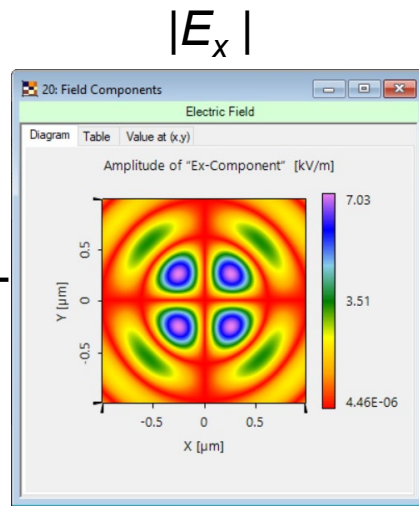 |Eₓ|
20: Field Components
Electric Field
Diagram Table Value at (x,y)
Amplitude of "Ex-Component" [kV/m]
7.03
3.51
4.46E-06
Y [µm]
0.5
0
-0.5
-0.5 0 0.5
X [µm]